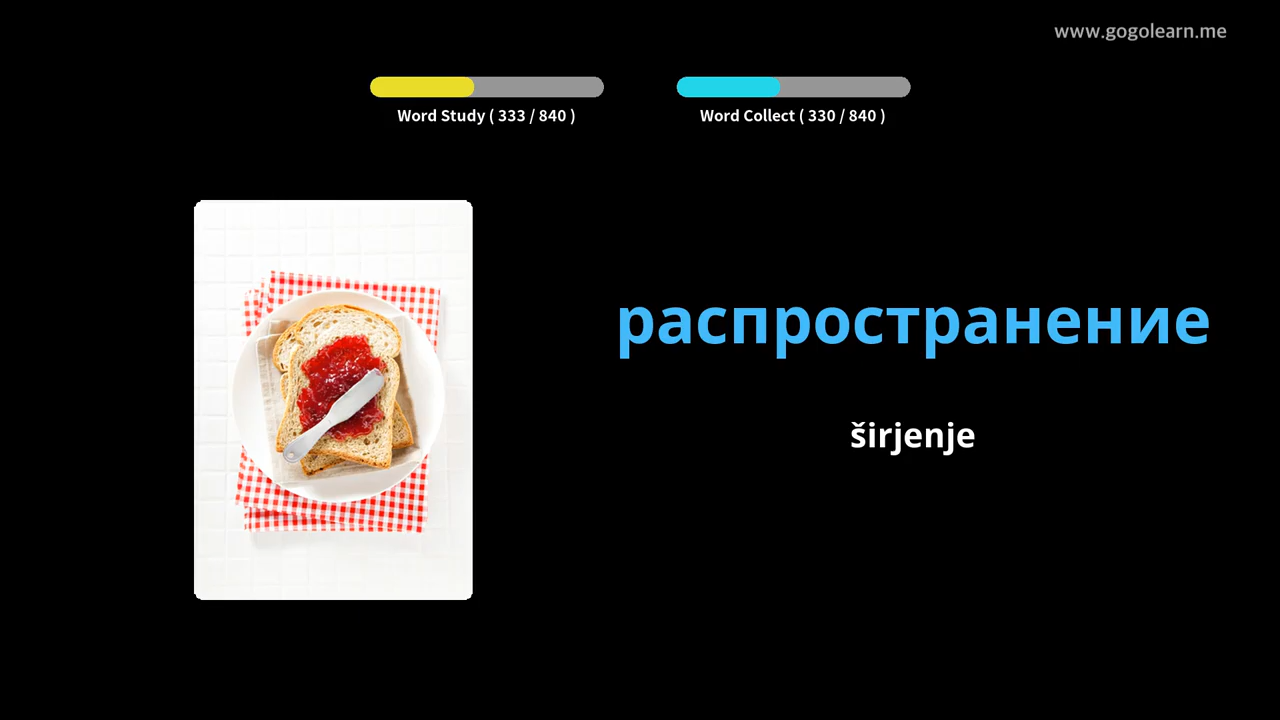 www.gogolearn.me
Word Study ( 333 / 840 )
Word Collect ( 330 / 840 )
распространение
širjenje